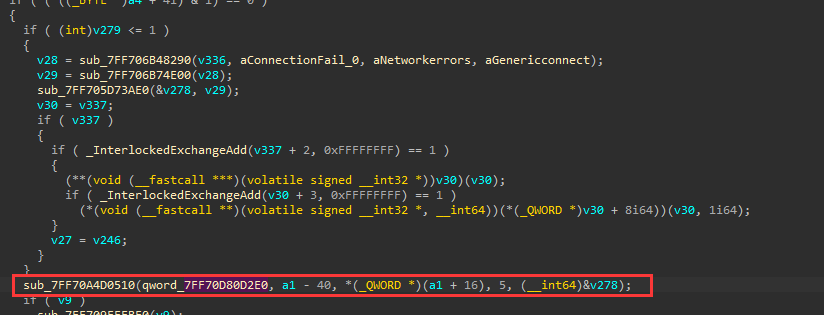 if ( ( *((_BYTE *)a4 + 41) & 1) == 0 )
{
if ( (int)v279 <= 1 )
{
v28 = sub_7FF706B48290(v336, aConnectionFail_0, aNetworkerrors, aGenericconnect);
v29 = sub_7FF706B74E00(v28);
sub_7FF705D73AE0(&v278, v29);
v30 = v337;
if ( v337 )
{
if ( _InterlockedExchangeAdd(v337 + 2, 0xFFFFFFFF) == 1 )
{
(**(void (__fastcall ***)(volatile signed __int32 *))v30)(v30);
if ( _InterlockedExchangeAdd(v30 + 3, 0xFFFFFFFF) == 1 )
(*(void (__fastcall **)(volatile signed __int32 *, __int64))(*(_QWORD *)v30 + 8i64))(v30, 1i64);
}
v27 = v246;
}
}
sub_7FF70A4D0510(qword_7FF70D80D2E0, a1 - 40, *(_QWORD *)(a1 + 16), 5, (__int64)&v278);
if ( v9 )